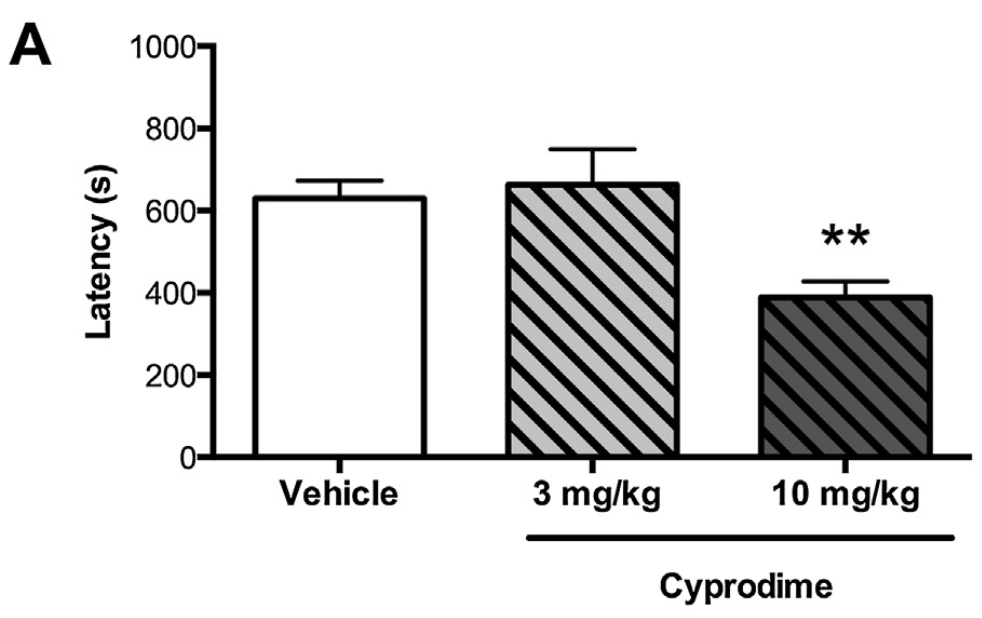 A
1000
800
600
400
200
0
Latency (s)
**
Vehicle
3 mg/kg
10 mg/kg
Cyprodime